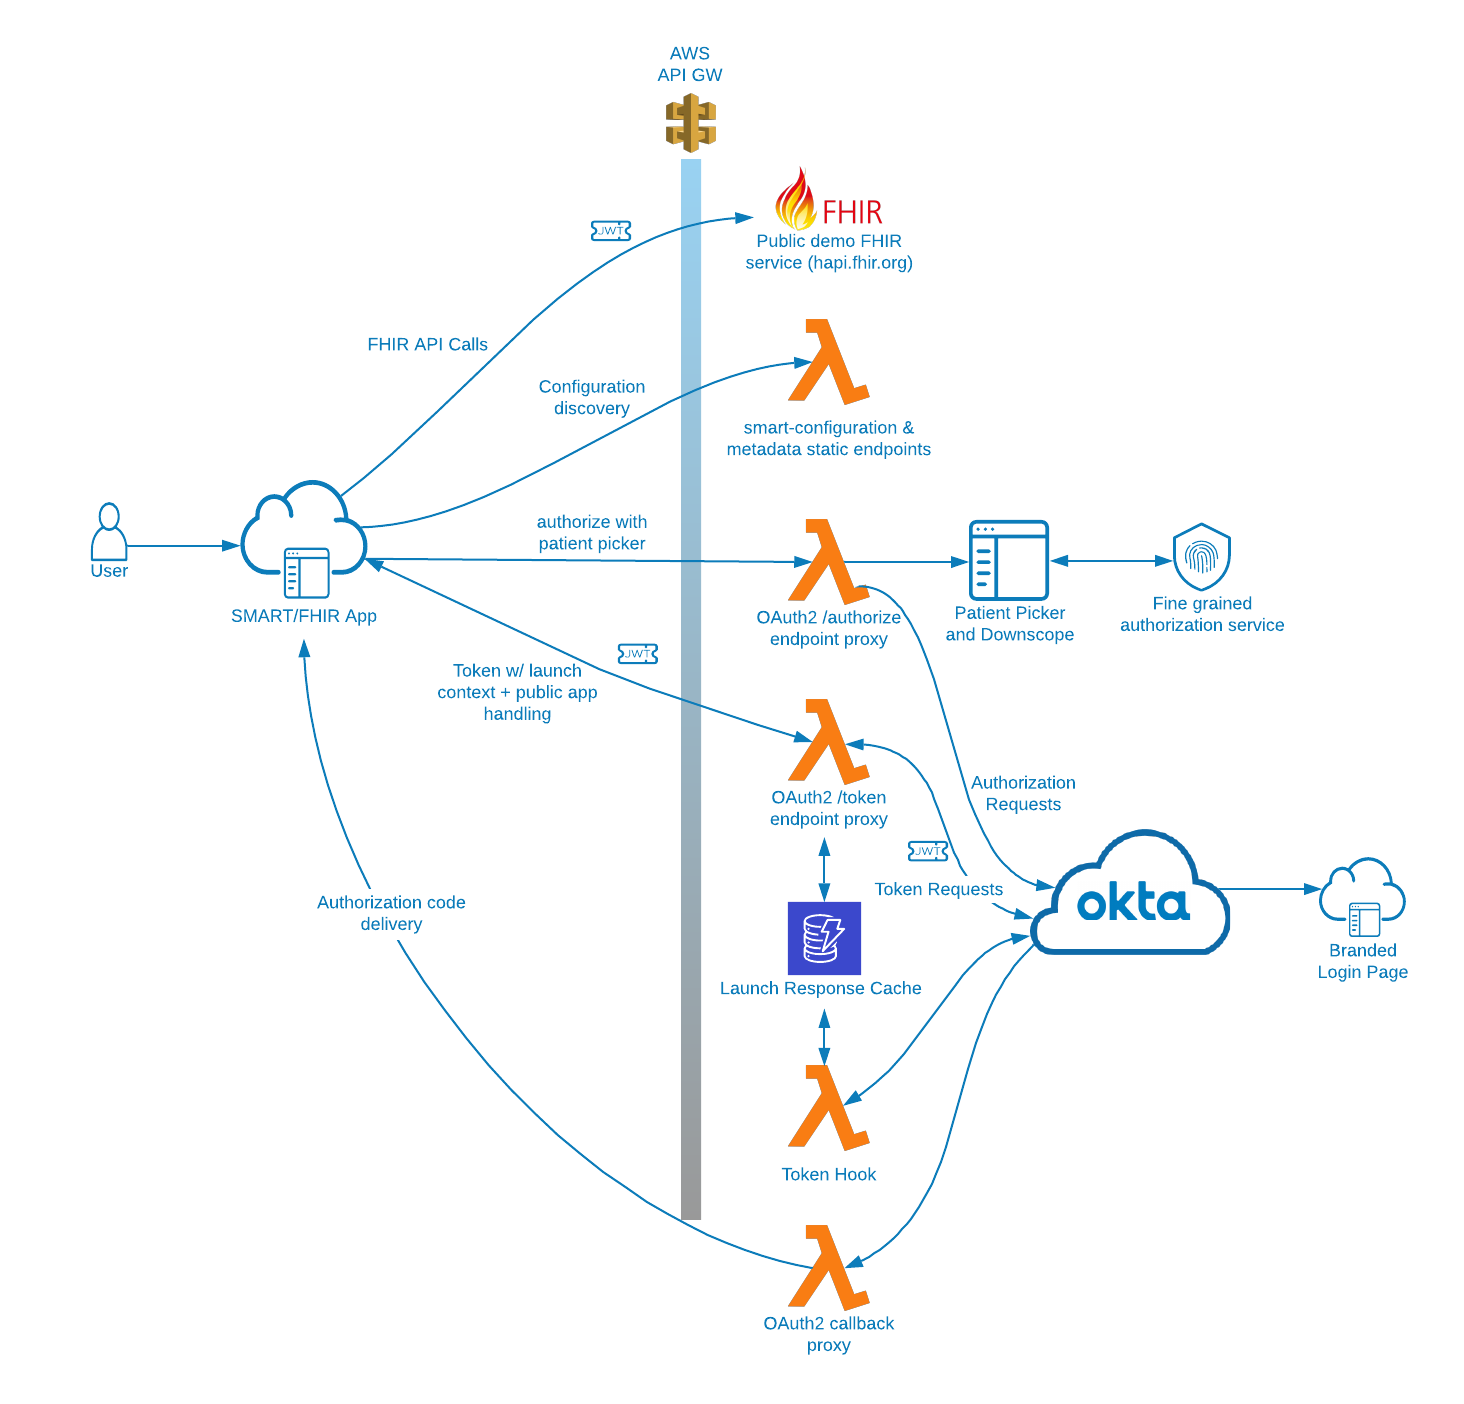 AWS
API GW
JWT
FHIR
Public demo FHIR
service (hapi.fhir.org)
FHIR API Calls
Configuration
discovery
smart-configuration &
metadata static endpoints
authorize with
patient picker
User
SMART/FHIR App
OAuth2 /authorize
endpoint proxy
Patient Picker
and Downscope
Fine grained
authorization service
JWT
Token w/ launch
context + public app
handling
OAuth2 /token
endpoint proxy
Authorization
Requests
JWT
Token Requests
okta
Authorization code
delivery
Launch Response Cache
Branded
Login Page
Token Hook
OAuth2 callback
proxy